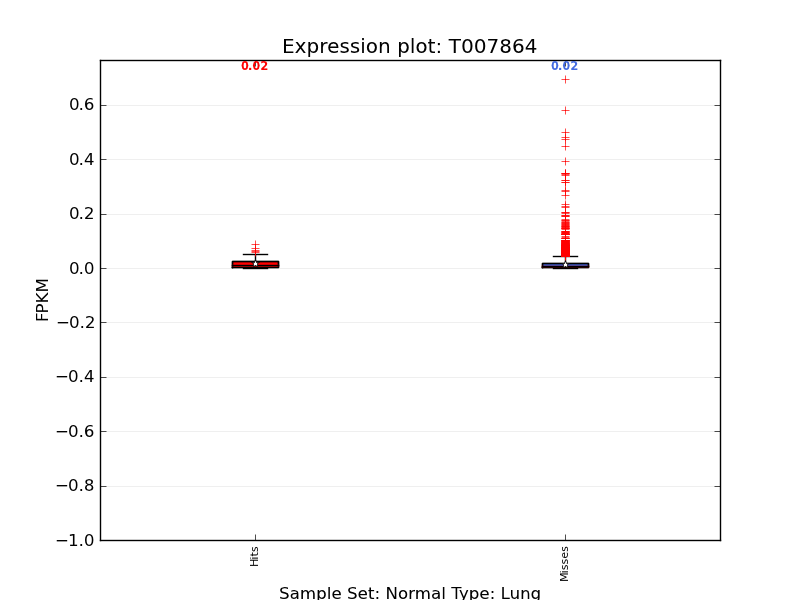 Expression plot: T007864
0.02
0.02
0.6
0.4
0.2
0.0
−0.2
−0.4
−0.6
−0.8
−1.0
FPKM
Hits
Misses
Sample Set: Normal Type: Lung